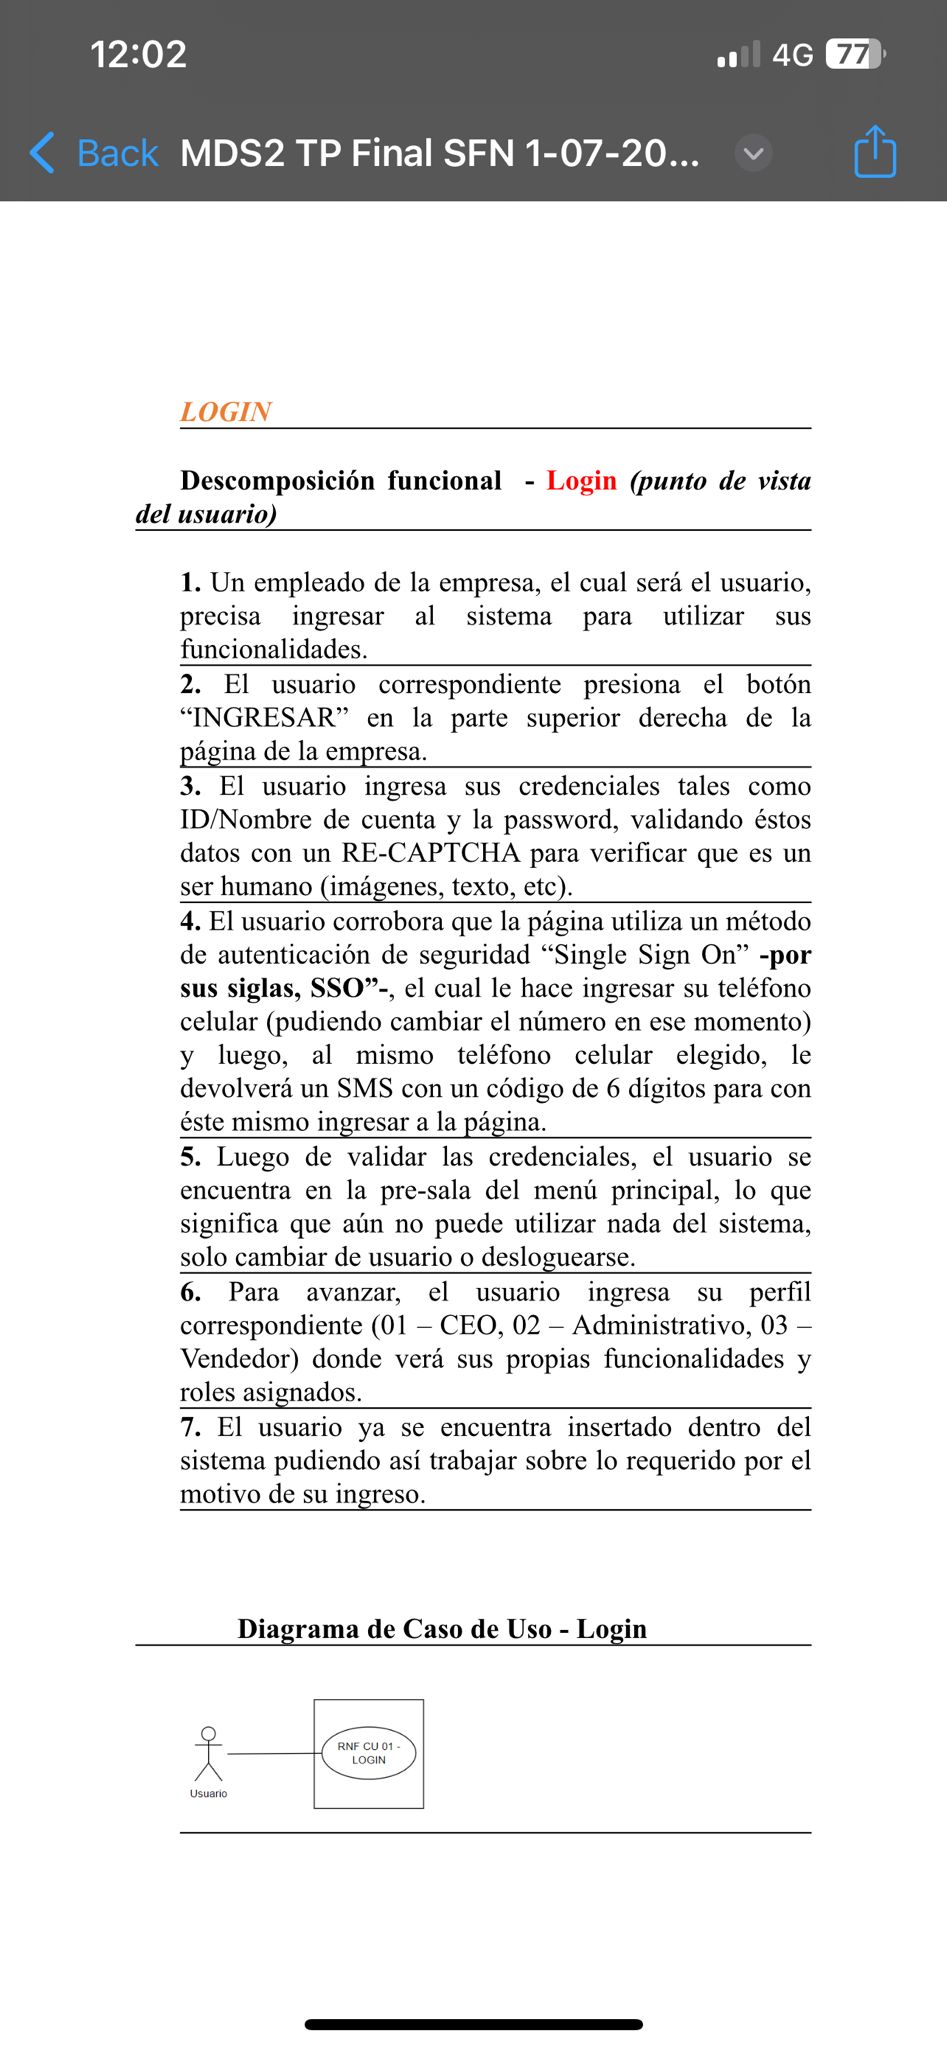 12:02
4G 77
Back MDS2 TP Final SFN 1-07-20...
LOGIN
Descomposición funcional - Login (punto de vista
del usuario)
1. Un empleado de la empresa, el cual será el usuario,
precisa ingresar al sistema para utilizar sus
funcionalidades.
2. El usuario correspondiente presiona el botón
“INGRESAR” en la parte superior derecha de la
página de la empresa.
3. El usuario ingresa sus credenciales tales como
ID/Nombre de cuenta y la password, validando éstos
datos con un RE-CAPTCHA para verificar que es un
ser humano (imágenes, texto, etc).
4. El usuario corrobora que la página utiliza un método
de autenticación de seguridad “Single Sign On” -por
sus siglas, SSO”-, el cual le hace ingresar su teléfono
celular (pudiendo cambiar el número en ese momento)
y luego, al mismo teléfono celular elegido, le
devolverá un SMS con un código de 6 dígitos para con
éste mismo ingresar a la página.
5. Luego de validar las credenciales, el usuario se
encuentra en la pre-sala del menú principal, lo que
significa que aún no puede utilizar nada del sistema,
solo cambiar de usuario o desloguearse.
6. Para avanzar, el usuario ingresa su perfil
correspondiente (01 – CEO, 02 – Administrativo, 03 –
Vendedor) donde verá sus propias funcionalidades y
roles asignados.
7. El usuario ya se encuentra insertado dentro del
sistema pudiendo así trabajar sobre lo requerido por el
motivo de su ingreso.
Diagrama de Caso de Uso - Login
RNF CU 01 -
LOGIN
Usuario